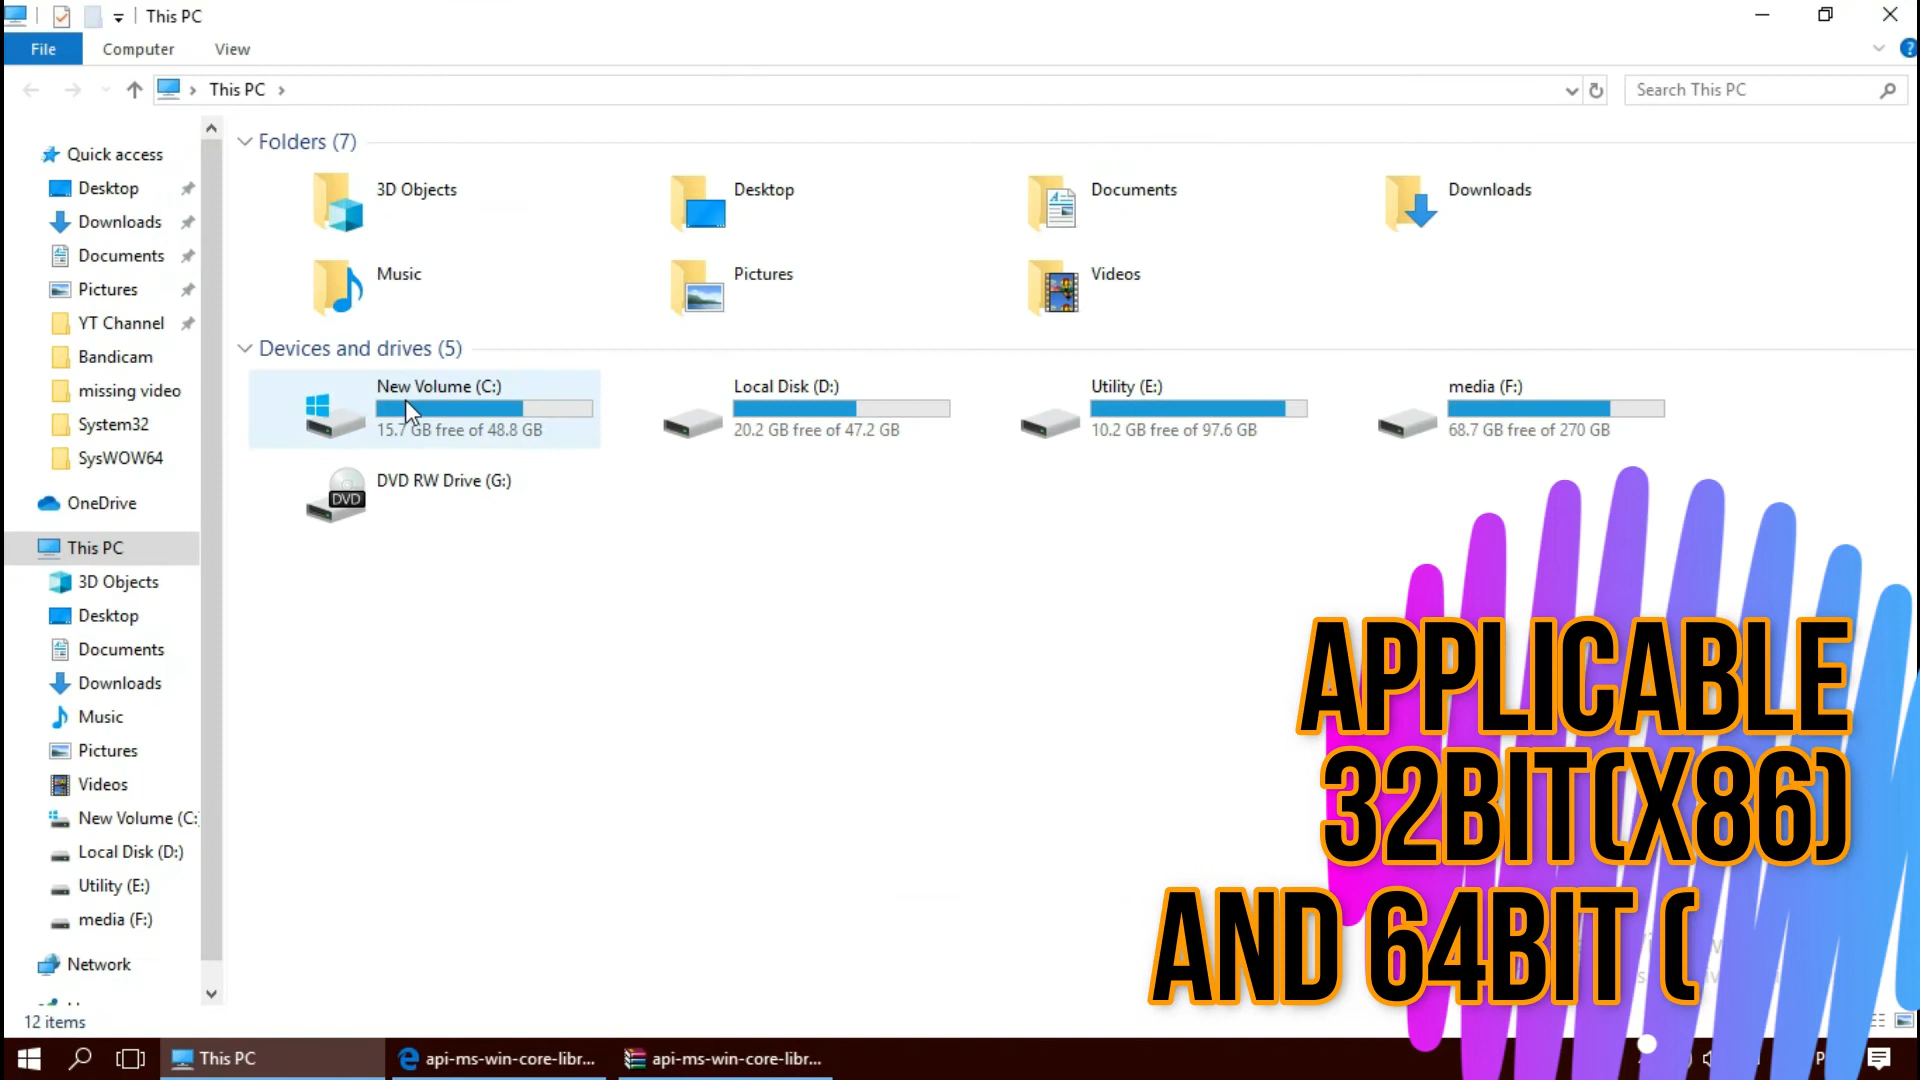 This PC
File
Computer
View
This PC
Search This PC
Quick access
Desktop
Downloads
Documents
Pictures
YT Channel
Bandicam
missing video
System32
SysWOW64
OneDrive
This PC
3D Objects
Desktop
Documents
Downloads
Music
Pictures
Videos
New Volume (C:
Local Disk (D:)
Utility (E:)
media (F:)
Network
Folders (7)
3D Objects
Desktop
Documents
Downloads
Music
Pictures
Videos
Devices and drives (5)
New Volume (C:)
15.7 GB free of 48.8 GB
Local Disk (D:)
20.2 GB free of 47.2 GB
Utility (E:)
10.2 GB free of 97.6 GB
media (F:)
68.7 GB free of 270 GB
DVD RW Drive (G:)
DVD
APPLICABLE
32BIT(X86)
AND 64BIT (
12 items
This PC
api-ms-win-core-libr...
api-ms-win-core-libr...